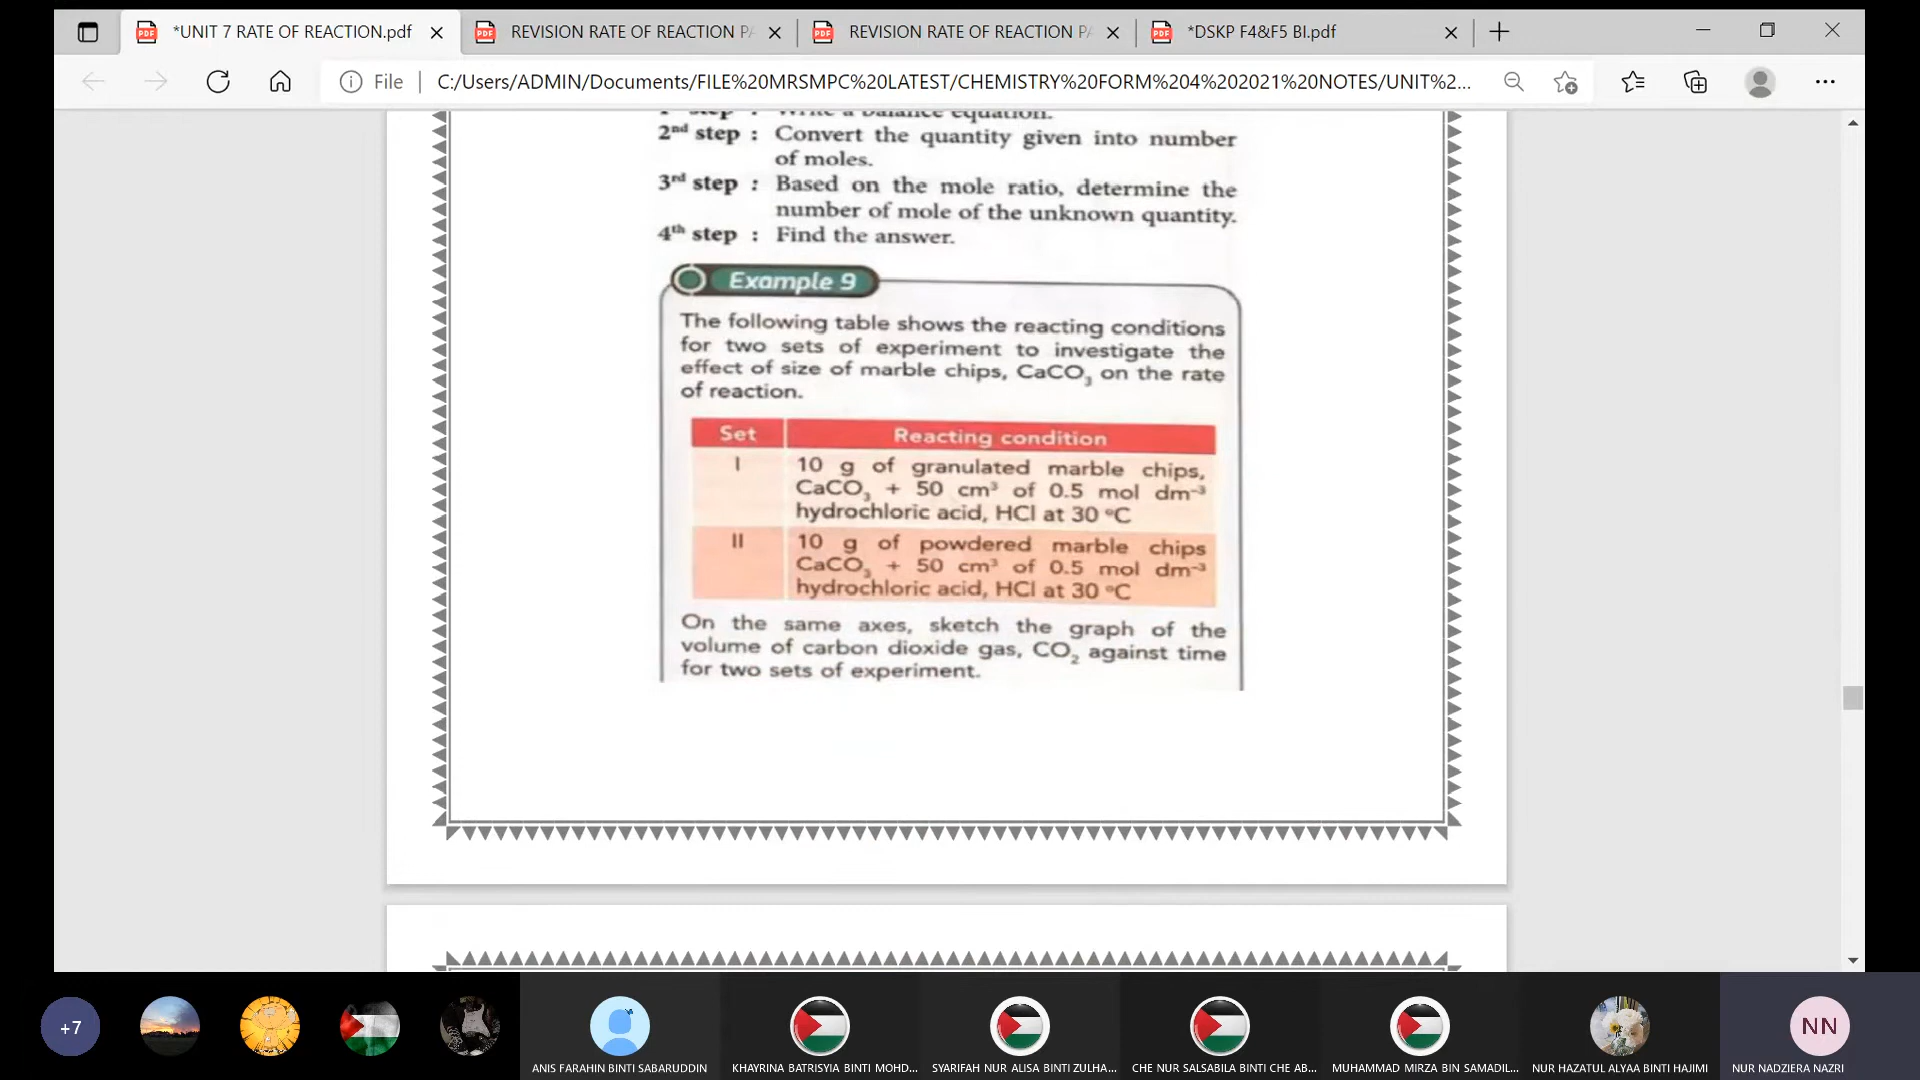 *UNIT 7 RATE OF REACTION.pdf
REVISION RATE OF REACTION PA
REVISION RATE OF REACTION PA
*DSKP F4&F5 BI.pdf
File
C:/Users/ADMIN/Documents/FILE%20MRSMPC%20LATEST/CHEMISTRY%20FORM%204%202021%20NOTES/UNIT%2...
1st step : Write a balance equation.
2nd step : Convert the quantity given into number
of moles.
3rd step : Based on the mole ratio, determine the
number of mole of the unknown quantity.
4th step : Find the answer.
Example 9
The following table shows the reacting conditions
for two sets of experiment to investigate the
effect of size of marble chips, CaCO₃ on the rate
of reaction.
Set Reacting condition
I 10 g of granulated marble chips,
CaCO₃ + 50 cm³ of 0.5 mol dm⁻³
hydrochloric acid, HCl at 30 °C
II 10 g of powdered marble chips
CaCO₃ + 50 cm³ of 0.5 mol dm⁻³
hydrochloric acid, HCl at 30 °C
On the same axes, sketch the graph of the
volume of carbon dioxide gas, CO₂ against time
for two sets of experiment.
+7
NN
ANIS FARAHIN BINTI SABARUDDIN
KHAYRINA BATRISYIA BINTI MOHD...
SYARIFAH NUR ALISA BINTI ZULHA...
CHE NUR SALSABILA BINTI CHE AB...
MUHAMMAD MIRZA BIN SAMADIL...
NUR HAZATUL ALYAA BINTI HAJIMI
NUR NADZIERA NAZRI